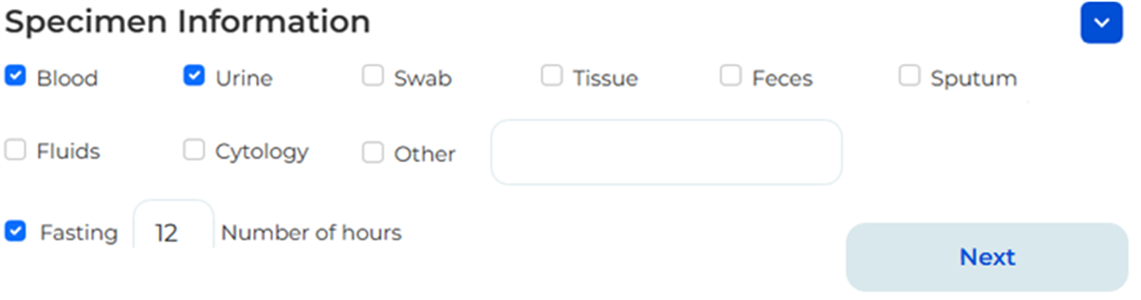 Specimen Information
Blood Urine Swab Tissue Feces Sputum
Fluids Cytology Other
Fasting 12 Number of hours
Next